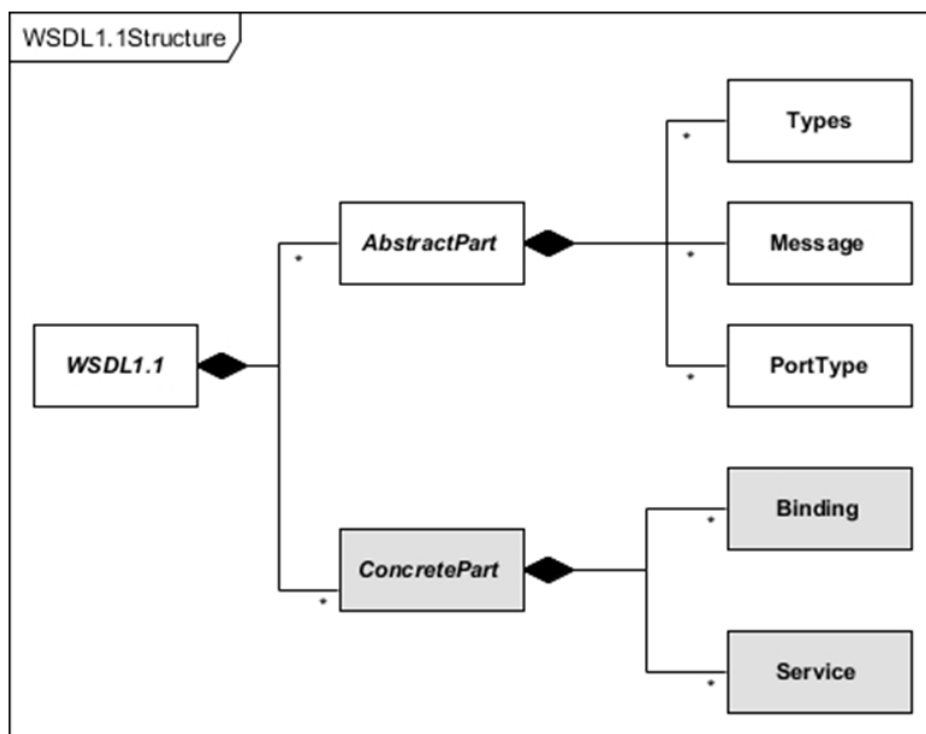 WSDL1.1Structure
Types
*
AbstractPart
Message
*
*
WSDL1.1
PortType
*
Binding
*
ConcretePart
*
Service
*